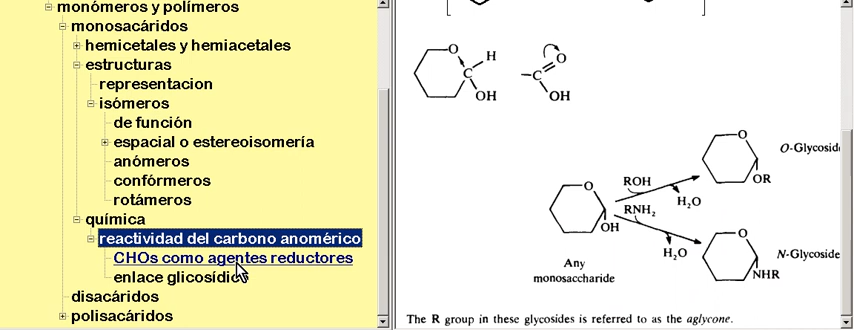 monómeros y polímeros
monosacáridos
hemicetales y hemiacetales
estructuras
representacion
isómeros
de función
espacial o estereoisomería
anómeros
confórmeros
rotámeros
química
reactividad del carbono anomérico
CHOs como agentes reductores
enlace glicosídico
disacáridos
polisacáridos
O H
C C O
OH OH
O
O-Glycosid
ROH OR
O H₂O
RNH₂
OH O
H₂O N-Glycoside
Any
monosaccharide NHR
The R group in these glycosides is referred to as the aglycone.